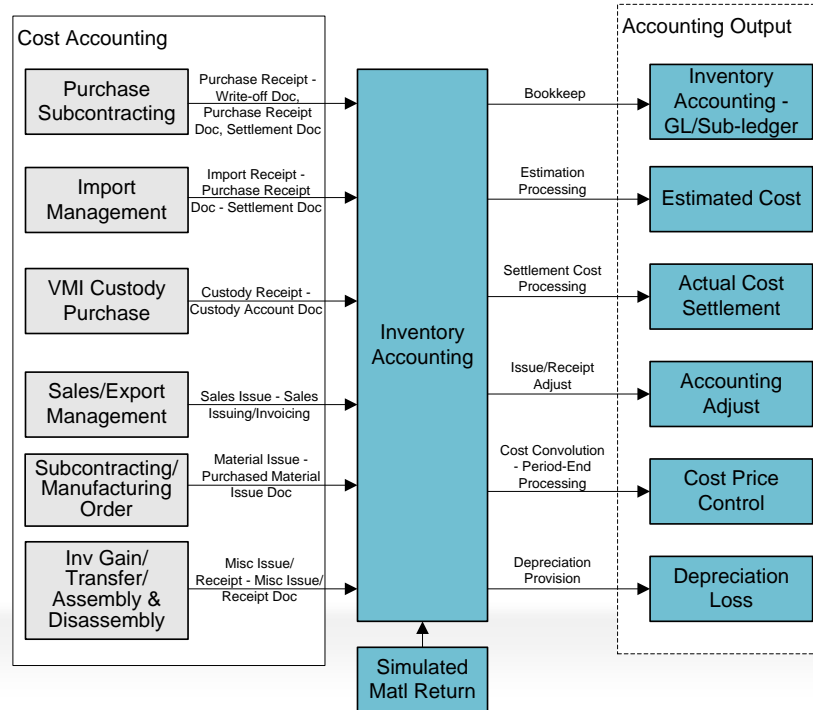 Cost Accounting
Purchase
Subcontracting
Purchase Receipt -
Write-off Doc,
Purchase Receipt
Doc, Settlement Doc
Import
Management
Import Receipt -
Purchase Receipt
Doc - Settlement Doc
VMI Custody
Purchase
Custody Receipt -
Custody Account Doc
Sales/Export
Management
Sales Issue - Sales
Issuing/Invoicing
Subcontracting/
Manufacturing
Order
Material Issue -
Purchased Material
Issue Doc
Inv Gain/
Transfer/
Assembly &
Disassembly
Misc Issue/
Receipt - Misc Issue/
Receipt Doc
Inventory
Accounting
Simulated
Matl Return
Accounting Output
Bookkeep
Inventory
Accounting -
GL/Sub-ledger
Estimation
Processing
Estimated Cost
Settlement Cost
Processing
Actual Cost
Settlement
Issue/Receipt
Adjust
Accounting
Adjust
Cost Convolution
- Period-End
Processing
Cost Price
Control
Depreciation
Provision
Depreciation
Loss